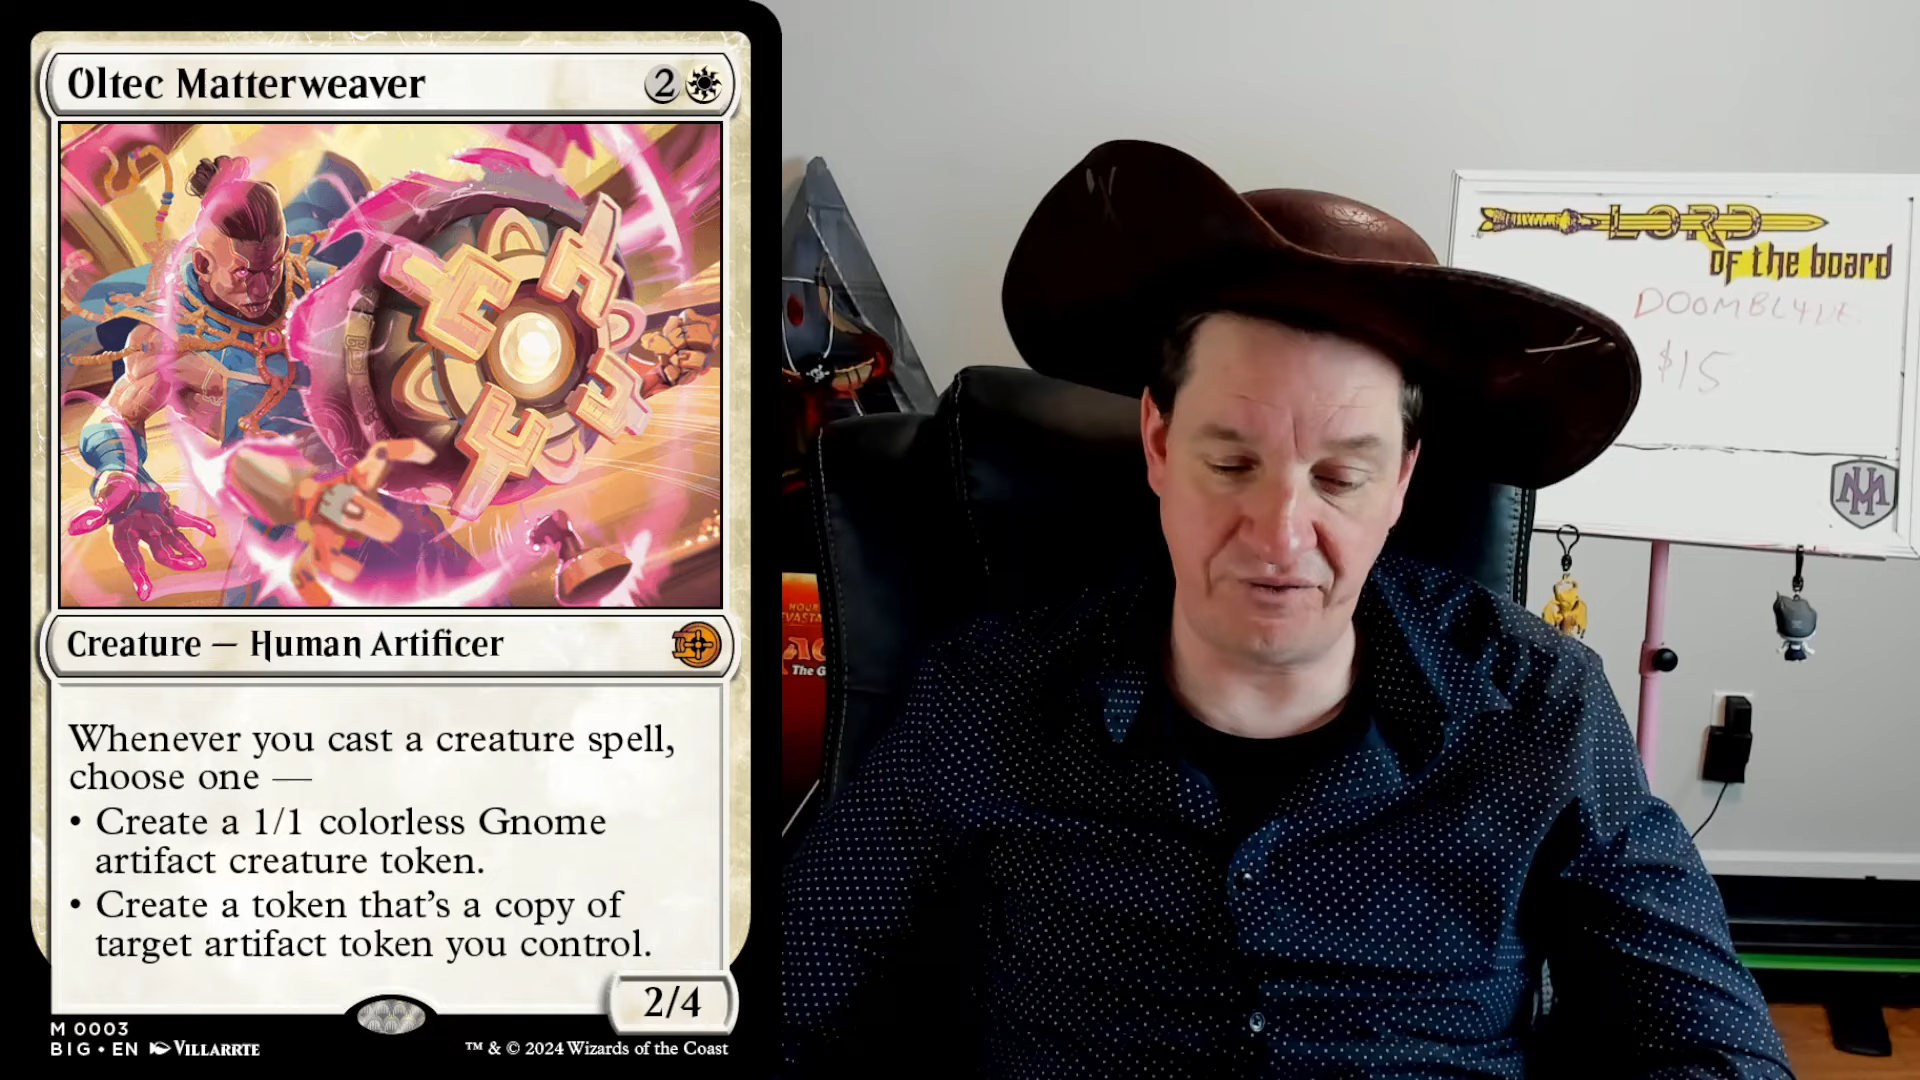 Oltec Matterweaver
2
Creature — Human Artificer
Whenever you cast a creature spell,
choose one —
• Create a 1/1 colorless Gnome
artifact creature token.
• Create a token that's a copy of
target artifact token you control.
2/4
M 0003
BIG • EN VILLARRTE
™ & © 2024 Wizards of the Coast
LORD
of the board
DOOMBLADE
$15
HOUR
The G